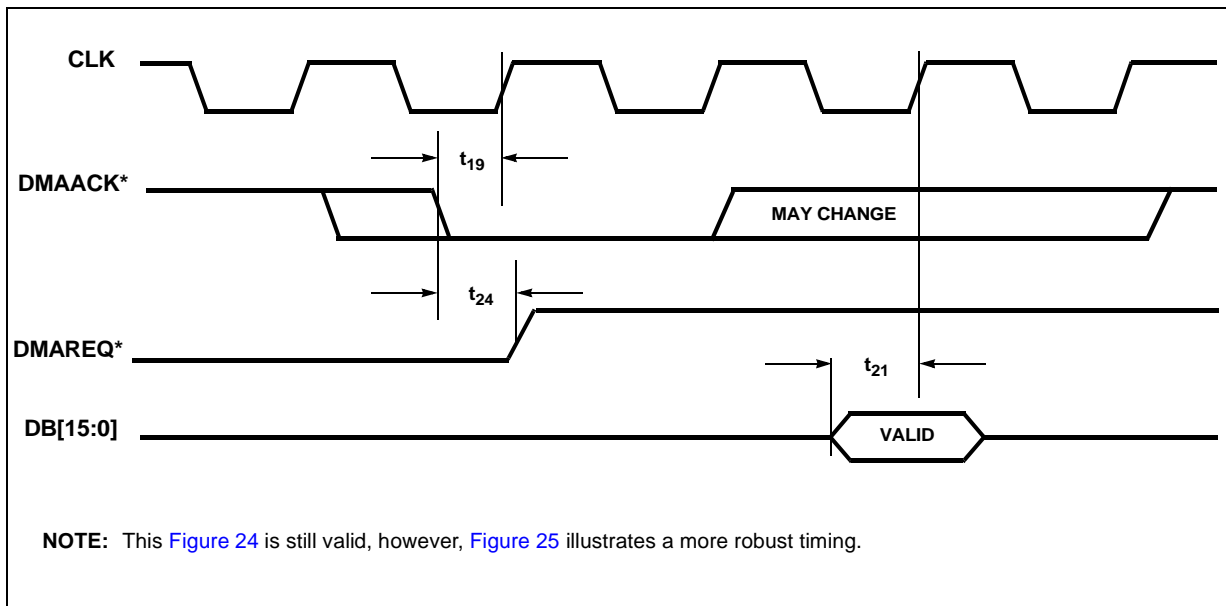 CLK
t19
DMAACK*
MAY CHANGE
t24
DMAREQ*
t21
DB[15:0]
VALID
NOTE: This Figure 24 is still valid, however, Figure 25 illustrates a more robust timing.